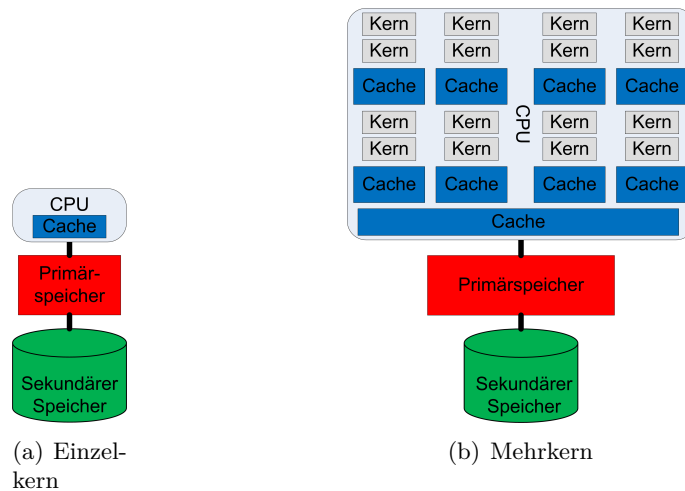 CPU
Cache
Primär-
speicher
Sekundärer
Speicher
(a) Einzel-
kern
Kern Kern Kern Kern
Kern Kern Kern Kern
Cache Cache Cache Cache
CPU
Kern Kern Kern Kern
Kern Kern Kern Kern
Cache Cache Cache Cache
Cache
Primärspeicher
Sekundärer
Speicher
(b) Mehrkern